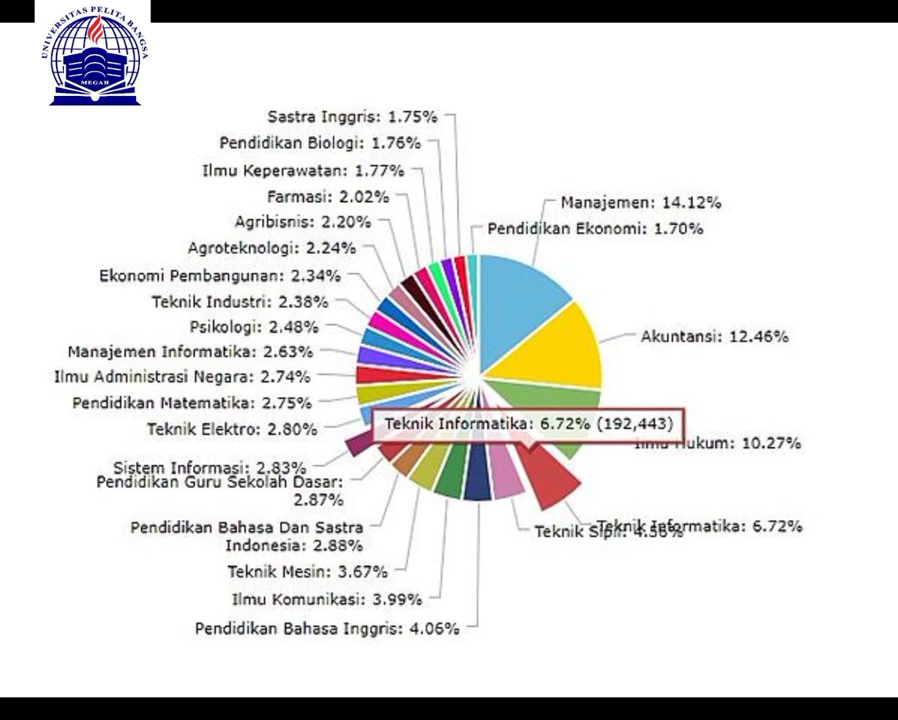 UNIVERSITAS PELITA BANGSA
MEGAH
Sastra Inggris: 1.75%
Pendidikan Biologi: 1.76%
Ilmu Keperawatan: 1.77%
Farmasi: 2.02%
Agribisnis: 2.20%
Agroteknologi: 2.24%
Ekonomi Pembangunan: 2.34%
Teknik Industri: 2.38%
Psikologi: 2.48%
Manajemen Informatika: 2.63%
Ilmu Administrasi Negara: 2.74%
Pendidikan Matematika: 2.75%
Teknik Elektro: 2.80%
Sistem Informasi: 2.83%
Pendidikan Guru Sekolah Dasar:
2.87%
Pendidikan Bahasa Dan Sastra
Indonesia: 2.88%
Teknik Mesin: 3.67%
Ilmu Komunikasi: 3.99%
Pendidikan Bahasa Inggris: 4.06%
Manajemen: 14.12%
Pendidikan Ekonomi: 1.70%
Akuntansi: 12.46%
Teknik Informatika: 6.72% (192,443)
Ilmu Hukum: 10.27%
Teknik Informatika: 6.72%
Teknik Sipil: 4.56%